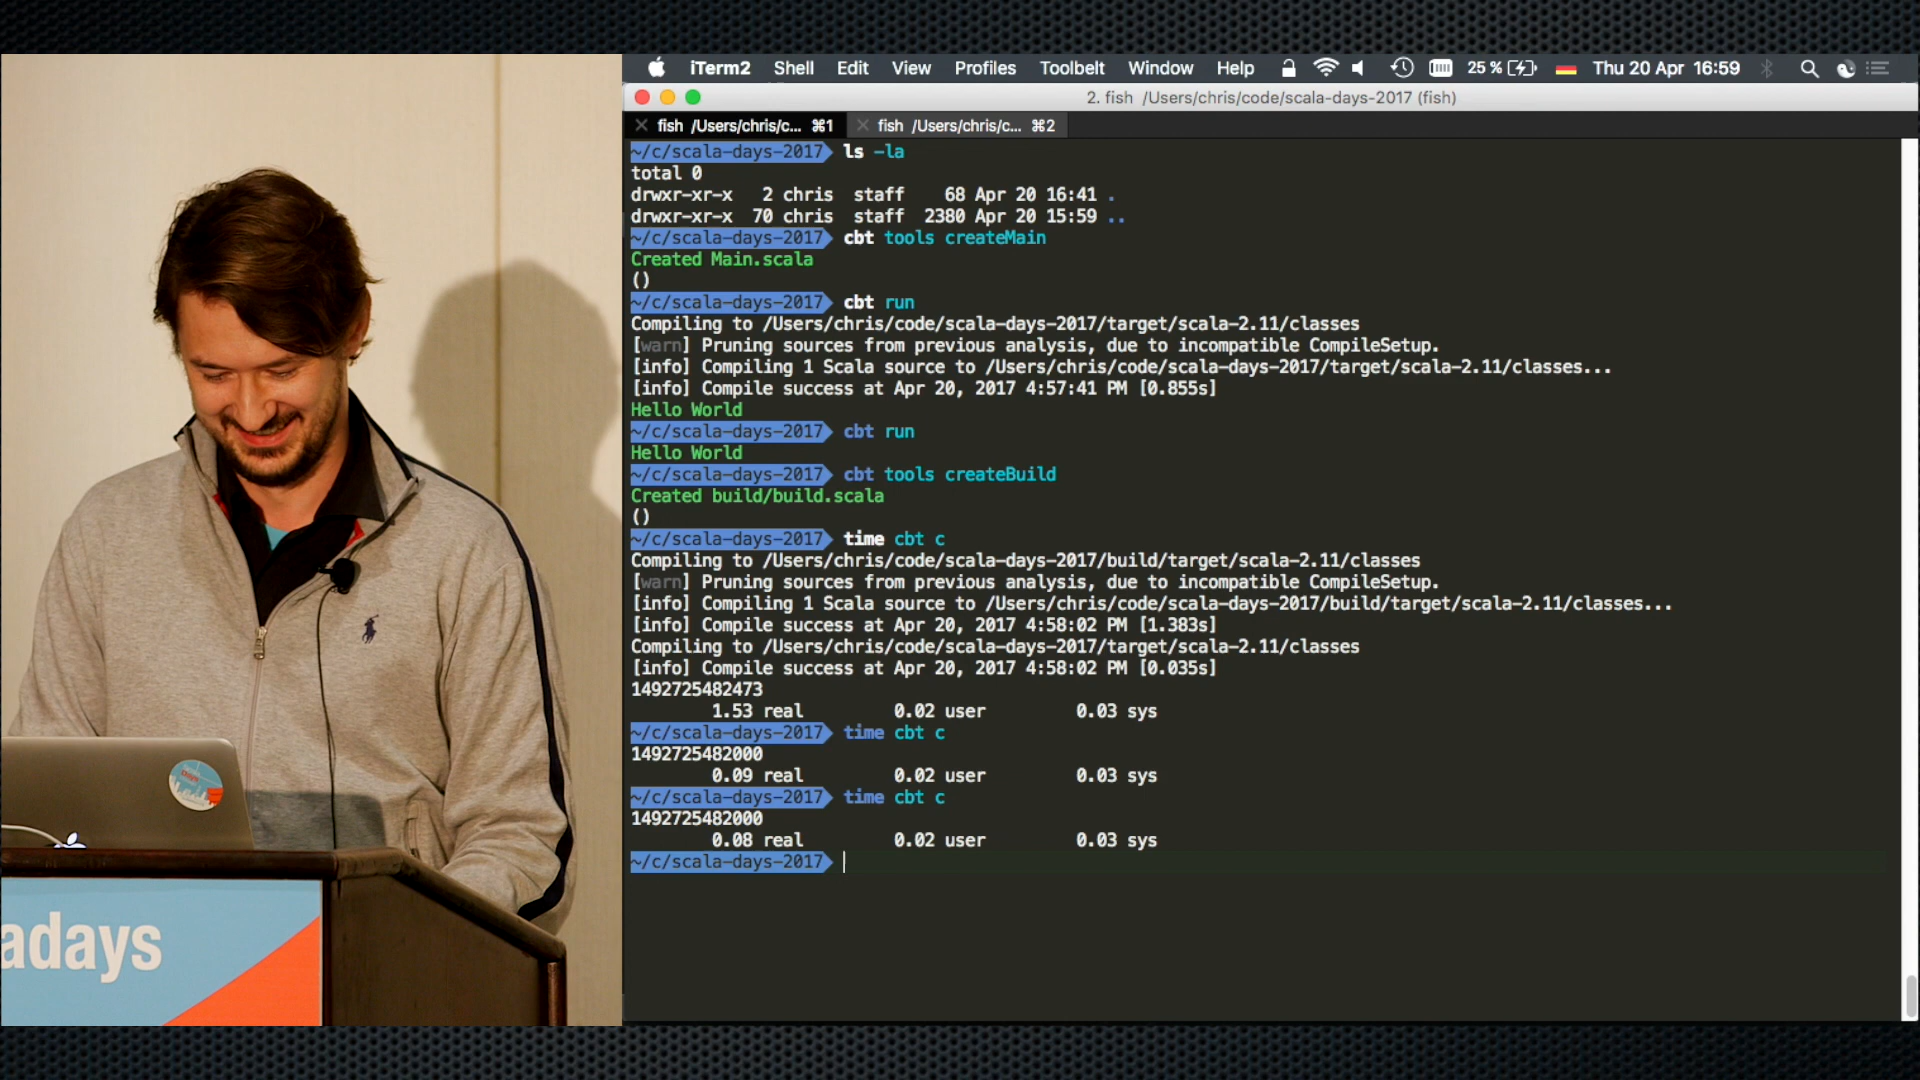 iTerm2 Shell Edit View Profiles Toolbelt Window Help 25 % Thu 20 Apr 16:59
2. fish /Users/chris/code/scala-days-2017 (fish)
fish /Users/chris/c... ⌘1 fish /Users/chris/c... ⌘2
~/c/scala-days-2017 ls -la
total 0
drwxr-xr-x 2 chris staff 68 Apr 20 16:41 .
drwxr-xr-x 70 chris staff 2380 Apr 20 15:59 ..
~/c/scala-days-2017 cbt tools createMain
Created Main.scala
()
~/c/scala-days-2017 cbt run
Compiling to /Users/chris/code/scala-days-2017/target/scala-2.11/classes
[warn] Pruning sources from previous analysis, due to incompatible CompileSetup.
[info] Compiling 1 Scala source to /Users/chris/code/scala-days-2017/target/scala-2.11/classes...
[info] Compile success at Apr 20, 2017 4:57:41 PM [0.855s]
Hello World
~/c/scala-days-2017 cbt run
Hello World
~/c/scala-days-2017 cbt tools createBuild
Created build/build.scala
()
~/c/scala-days-2017 time cbt c
Compiling to /Users/chris/code/scala-days-2017/build/target/scala-2.11/classes
[warn] Pruning sources from previous analysis, due to incompatible CompileSetup.
[info] Compiling 1 Scala source to /Users/chris/code/scala-days-2017/build/target/scala-2.11/classes...
[info] Compile success at Apr 20, 2017 4:58:02 PM [1.383s]
Compiling to /Users/chris/code/scala-days-2017/target/scala-2.11/classes
[info] Compile success at Apr 20, 2017 4:58:02 PM [0.035s]
1492725482473
1.53 real 0.02 user 0.03 sys
~/c/scala-days-2017 time cbt c
1492725482000
0.09 real 0.02 user 0.03 sys
~/c/scala-days-2017 time cbt c
1492725482000
0.08 real 0.02 user 0.03 sys
~/c/scala-days-2017
adays